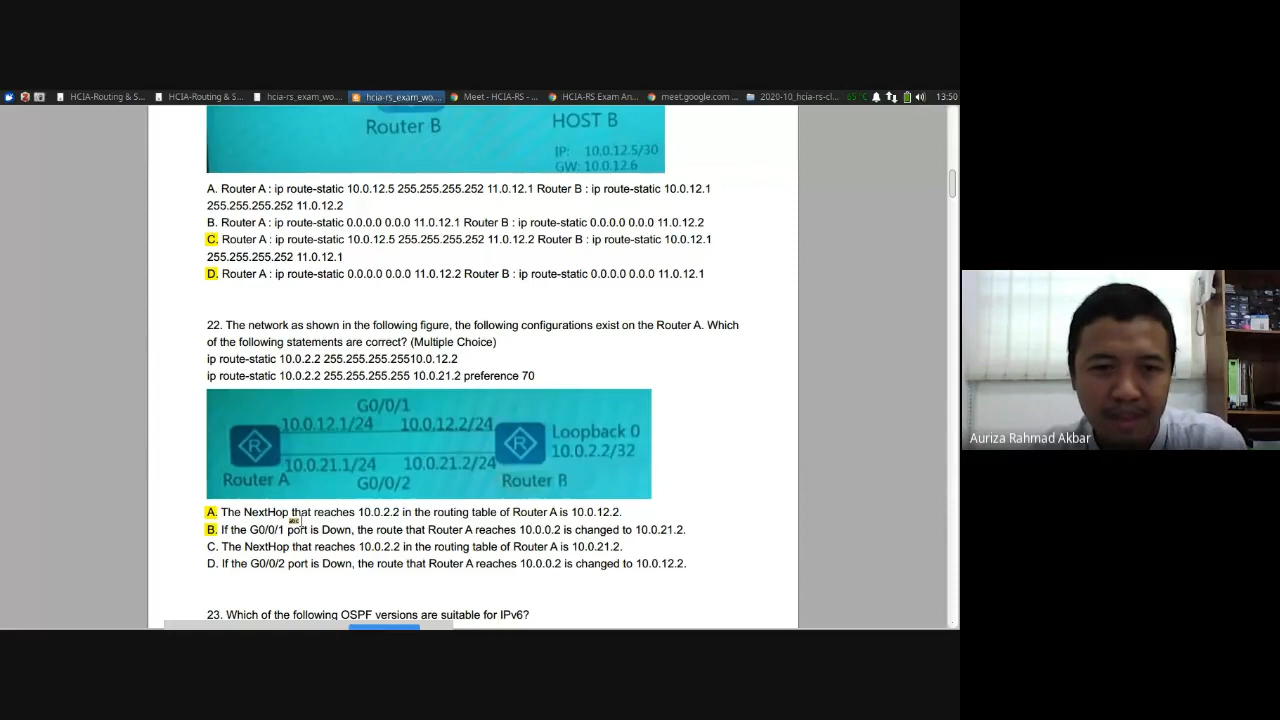 HCIA-Routing & S... HCIA-Routing & S... hcia-rs_exam_wo.... hcia-rs_exam_wo.... Meet - HCIA-RS - ... HCIA-RS Exam An... meet.google.com ... 2020-10_hcia-rs-cl... 65°C 13:50
Router B HOST B
IP: 10.0.12.5/30
GW: 10.0.12.6
A. Router A : ip route-static 10.0.12.5 255.255.255.252 11.0.12.1 Router B : ip route-static 10.0.12.1
255.255.255.252 11.0.12.2
B. Router A : ip route-static 0.0.0.0 0.0.0.0 11.0.12.1 Router B : ip route-static 0.0.0.0 0.0.0.0 11.0.12.2
C. Router A : ip route-static 10.0.12.5 255.255.255.252 11.0.12.2 Router B : ip route-static 10.0.12.1
255.255.255.252 11.0.12.1
D. Router A : ip route-static 0.0.0.0 0.0.0.0 11.0.12.2 Router B : ip route-static 0.0.0.0 0.0.0.0 11.0.12.1
22. The network as shown in the following figure, the following configurations exist on the Router A. Which
of the following statements are correct? (Multiple Choice)
ip route-static 10.0.2.2 255.255.255.25510.0.12.2
ip route-static 10.0.2.2 255.255.255.255 10.0.21.2 preference 70
G0/0/1
10.0.12.1/24 10.0.12.2/24
Loopback 0
10.0.2.2/32
10.0.21.1/24 10.0.21.2/24
Router A G0/0/2 Router B
A. The NextHop that reaches 10.0.2.2 in the routing table of Router A is 10.0.12.2.
B. If the G0/0/1 port is Down, the route that Router A reaches 10.0.0.2 is changed to 10.0.21.2.
C. The NextHop that reaches 10.0.2.2 in the routing table of Router A is 10.0.21.2.
D. If the G0/0/2 port is Down, the route that Router A reaches 10.0.0.2 is changed to 10.0.12.2.
23. Which of the following OSPF versions are suitable for IPv6?
Auriza Rahmad Akbar